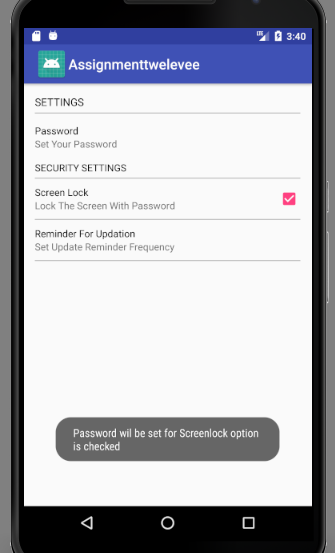 3:40
Assignmenttwelevee
SETTINGS
Password
Set Your Password
SECURITY SETTINGS
Screen Lock
Lock The Screen With Password
Reminder For Updation
Set Update Reminder Frequency
Password wil be set for Screenlock option
is checked